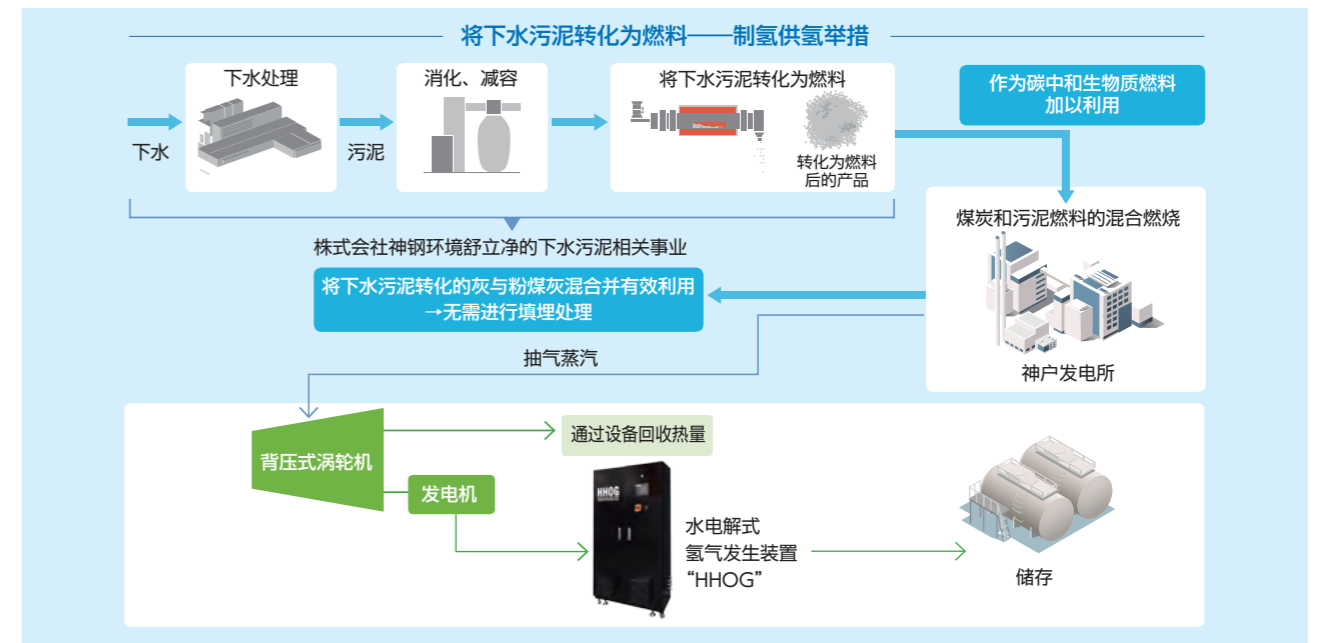 将下水污泥转化为燃料——制氢供氢举措
下水处理
消化、减容
将下水污泥转化为燃料
作为碳中和生物质燃料
加以利用
下水
污泥
转化为燃料
后的产品
煤炭和污泥燃料的混合燃烧
株式会社神钢环境舒立净的下水污泥相关事业
将下水污泥转化的灰与粉煤灰混合并有效利用
→无需进行填埋处理
抽气蒸汽
神户发电所
背压式涡轮机
通过设备回收热量
发电机
HHOG
水电解式
氢气发生装置
“HHOG”
储存